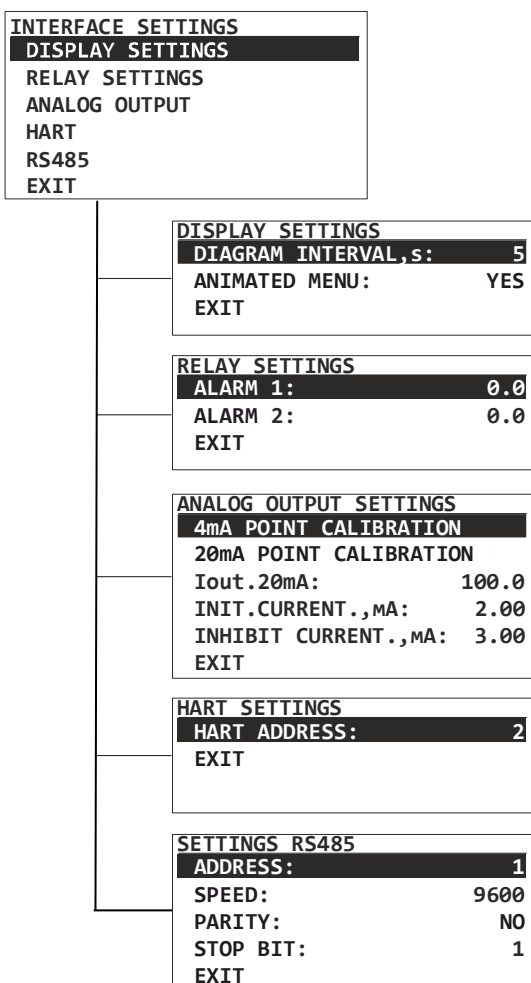 INTERFACE SETTINGS
DISPLAY SETTINGS
RELAY SETTINGS
ANALOG OUTPUT
HART
RS485
EXIT
DISPLAY SETTINGS
DIAGRAM INTERVAL,s: 5
ANIMATED MENU: YES
EXIT
RELAY SETTINGS
ALARM 1: 0.0
ALARM 2: 0.0
EXIT
ANALOG OUTPUT SETTINGS
4mA POINT CALIBRATION
20mA POINT CALIBRATION
Iout.20mA: 100.0
INIT.CURRENT.,мА: 2.00
INHIBIT CURRENT.,мА: 3.00
EXIT
HART SETTINGS
HART ADDRESS: 2
EXIT
SETTINGS RS485
ADDRESS: 1
SPEED: 9600
PARITY: NO
STOP BIT: 1
EXIT